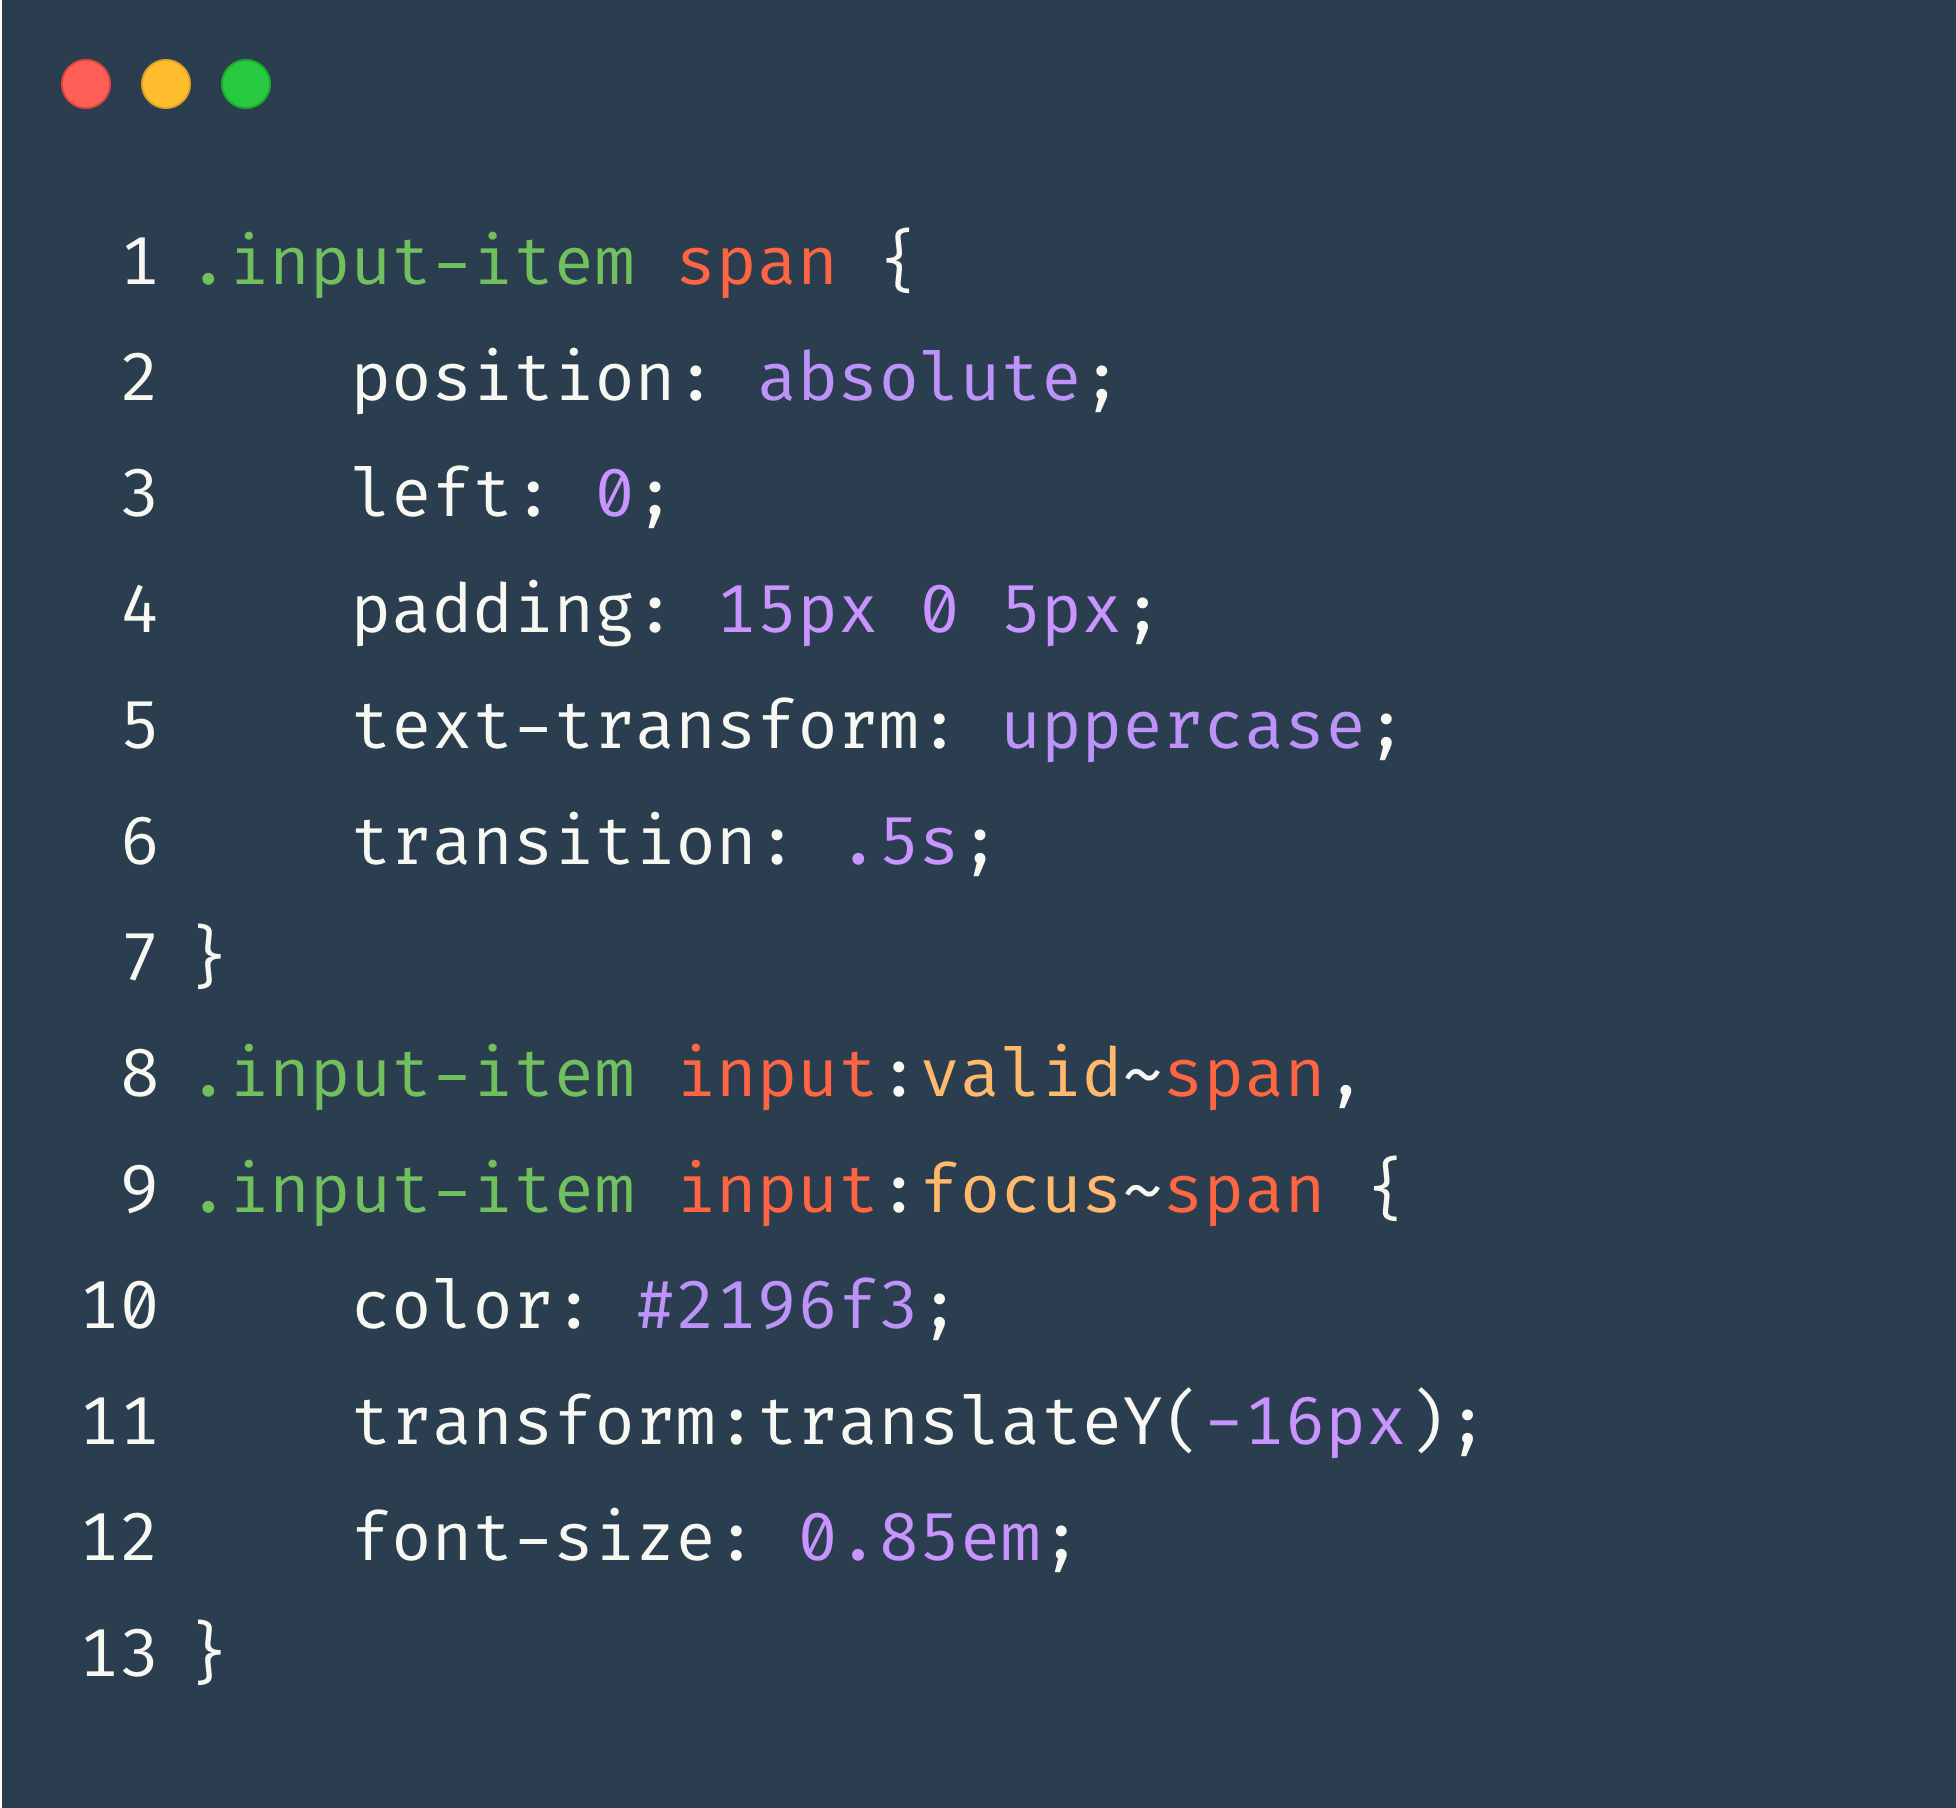 1 .input-item span {
2     position: absolute;
3     left: 0;
4     padding: 15px 0 5px;
5     text-transform: uppercase;
6     transition: .5s;
7 }
8 .input-item input:valid~span,
9 .input-item input:focus~span {
10     color: #2196f3;
11     transform:translateY(-16px);
12     font-size: 0.85em;
13 }